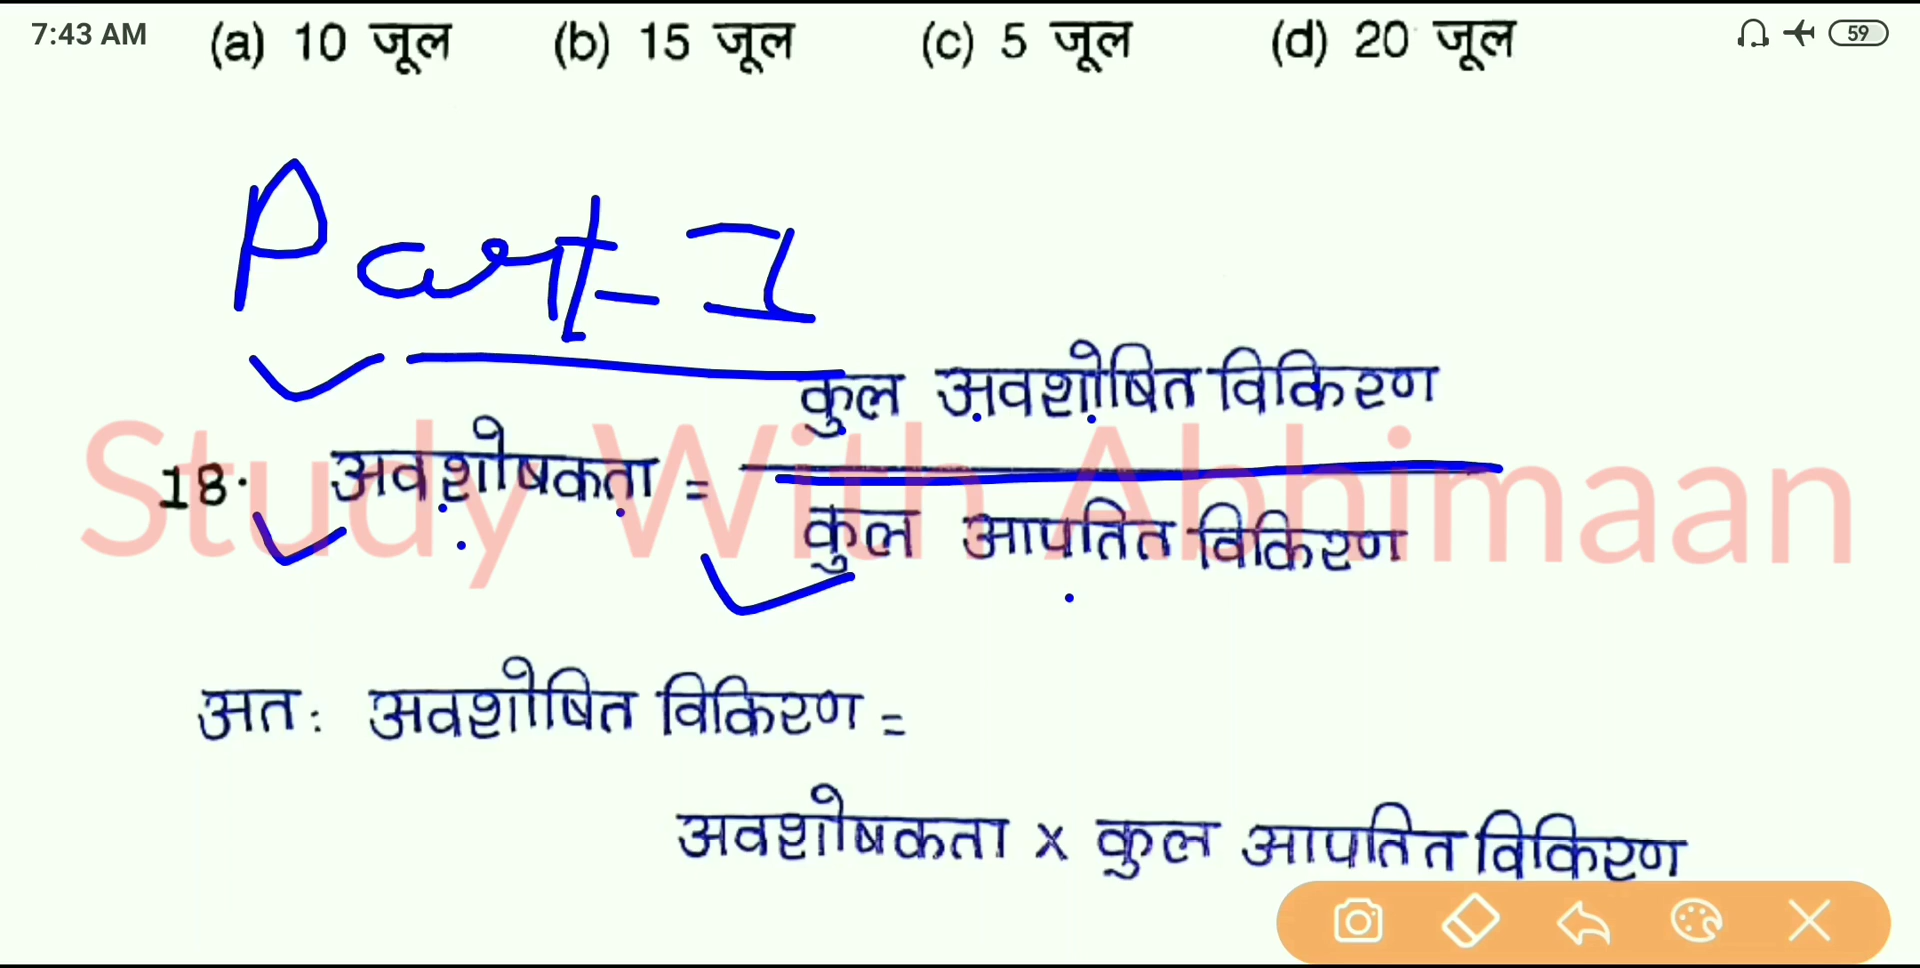 7:43 AM (a) 10 जूल (b) 15 जूल (c) 5 जूल (d) 20 जूल 59
Part-I
18. अवशोषकता = कुल अवशोषित विकिरण / कुल आपतित विकिरण
Study With Abhimaan
अतः अवशोषित विकिरण =
अवशोषकता x कुल आपतित विकिरण